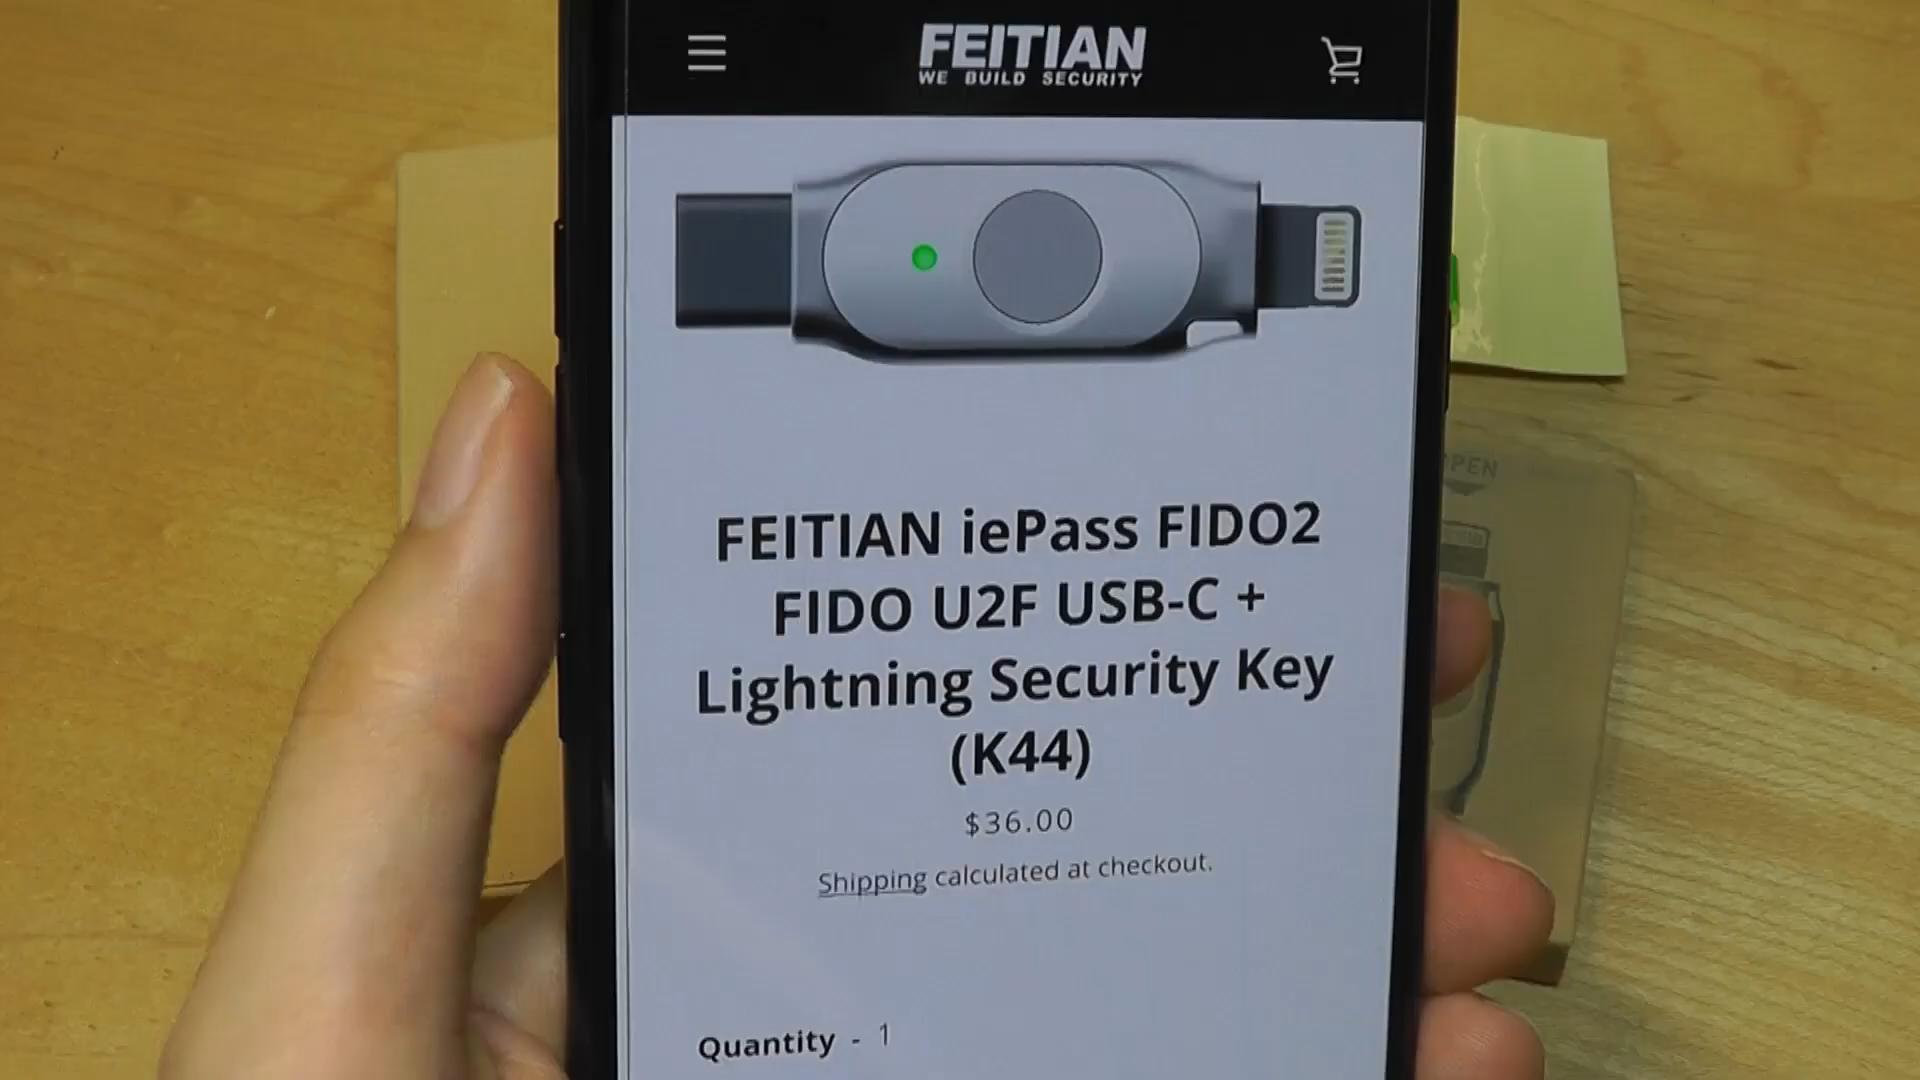 FEITIAN
WE BUILD SECURITY
FEITIAN iePass FIDO2
FIDO U2F USB-C +
Lightning Security Key
(K44)
$36.00
Shipping calculated at checkout.
Quantity - 1
OPEN